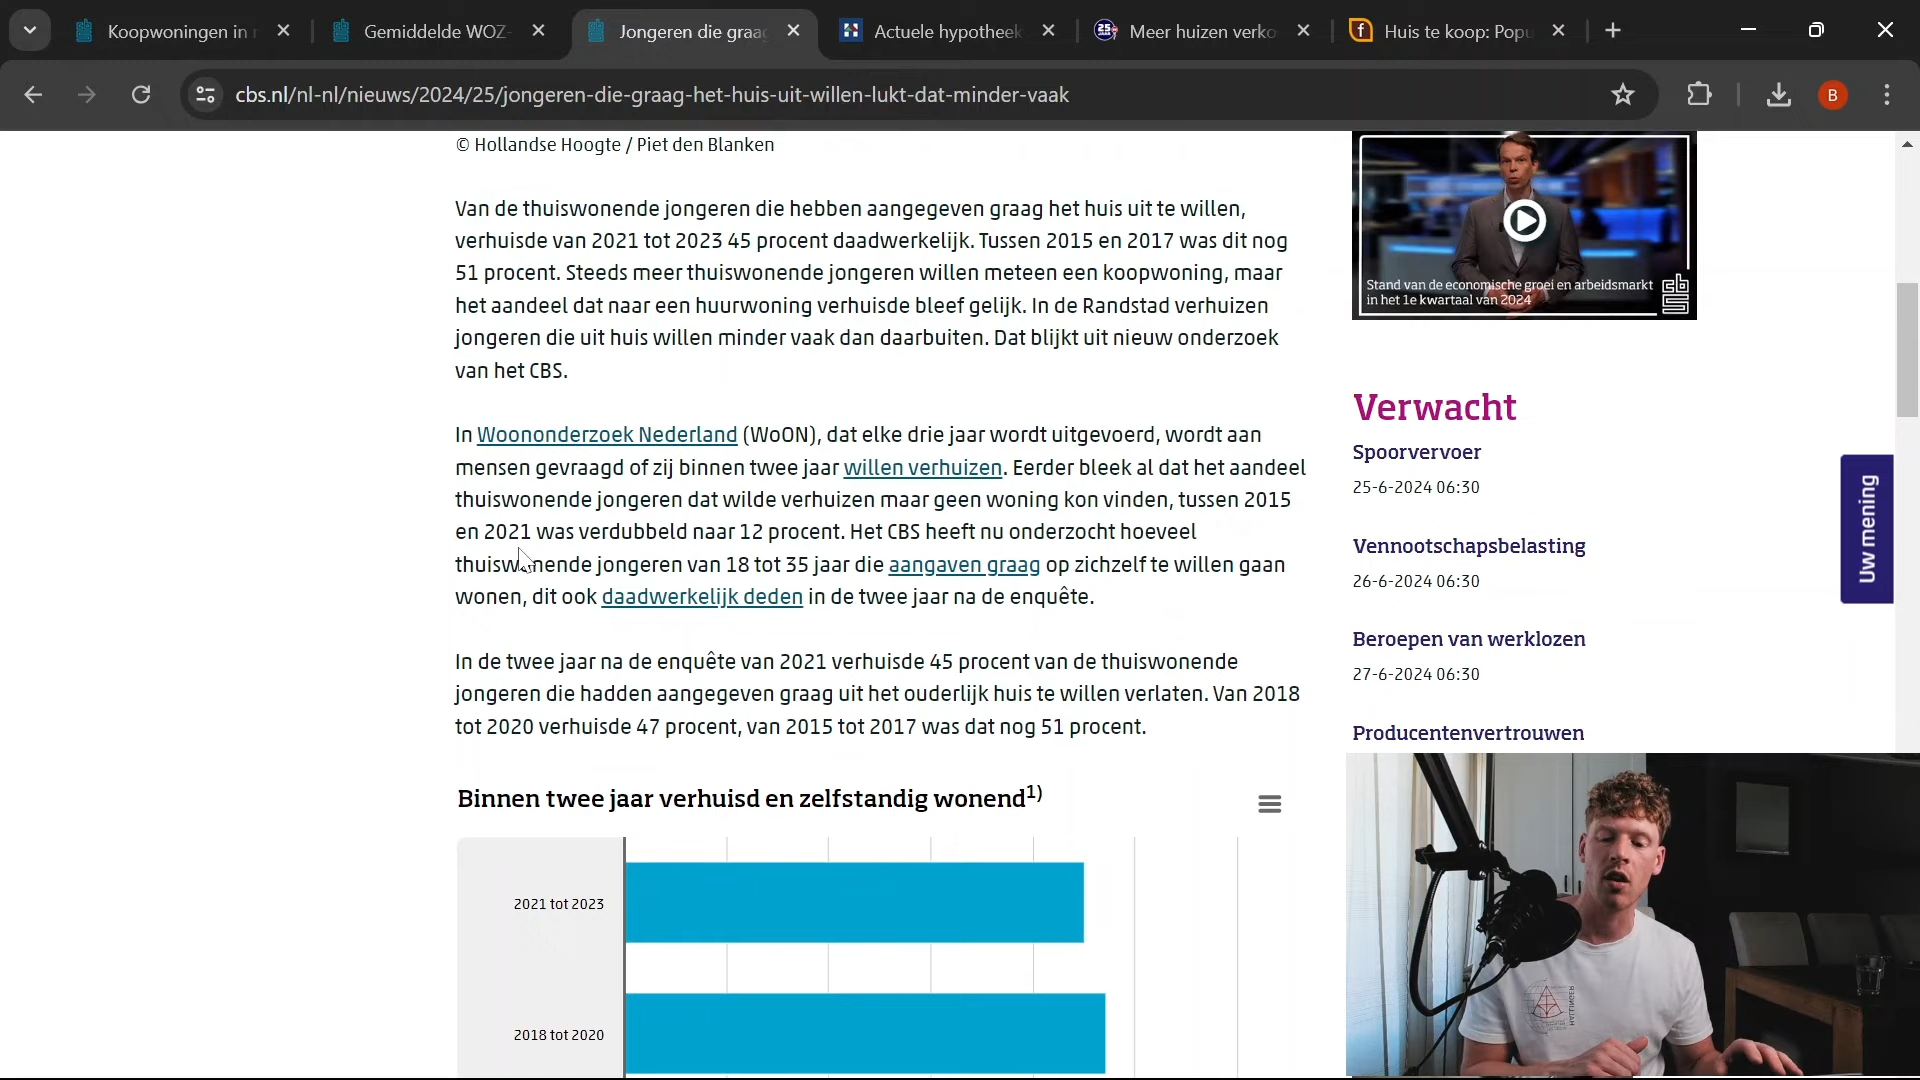 Koopwoningen in
Gemiddelde WOZ-
Jongeren die graag
Actuele hypotheek
Meer huizen verko
Huis te koop: Popu
cbs.nl/nl-nl/nieuws/2024/25/jongeren-die-graag-het-huis-uit-willen-lukt-dat-minder-vaak
B
© Hollandse Hoogte / Piet den Blanken
Van de thuiswonende jongeren die hebben aangegeven graag het huis uit te willen,
verhuisde van 2021 tot 2023 45 procent daadwerkelijk. Tussen 2015 en 2017 was dit nog
51 procent. Steeds meer thuiswonende jongeren willen meteen een koopwoning, maar
het aandeel dat naar een huurwoning verhuisde bleef gelijk. In de Randstad verhuizen
jongeren die uit huis willen minder vaak dan daarbuiten. Dat blijkt uit nieuw onderzoek
van het CBS.
In Woononderzoek Nederland (WoON), dat elke drie jaar wordt uitgevoerd, wordt aan
mensen gevraagd of zij binnen twee jaar willen verhuizen. Eerder bleek al dat het aandeel
thuiswonende jongeren dat wilde verhuizen maar geen woning kon vinden, tussen 2015
en 2021 was verdubbeld naar 12 procent. Het CBS heeft nu onderzocht hoeveel
thuiswonende jongeren van 18 tot 35 jaar die aangaven graag op zichzelf te willen gaan
wonen, dit ook daadwerkelijk deden in de twee jaar na de enquête.
In de twee jaar na de enquête van 2021 verhuisde 45 procent van de thuiswonende
jongeren die hadden aangegeven graag uit het ouderlijk huis te willen verlaten. Van 2018
tot 2020 verhuisde 47 procent, van 2015 tot 2017 was dat nog 51 procent.
Binnen twee jaar verhuisd en zelfstandig wonend1)
2021 tot 2023
2018 tot 2020
Stand van de economische groei en arbeidsmarkt
in het 1e kwartaal van 2024
Verwacht
Spoorvervoer
25-6-2024 06:30
Vennootschapsbelasting
26-6-2024 06:30
Beroepen van werklozen
27-6-2024 06:30
Producentenvertrouwen
Uw mening